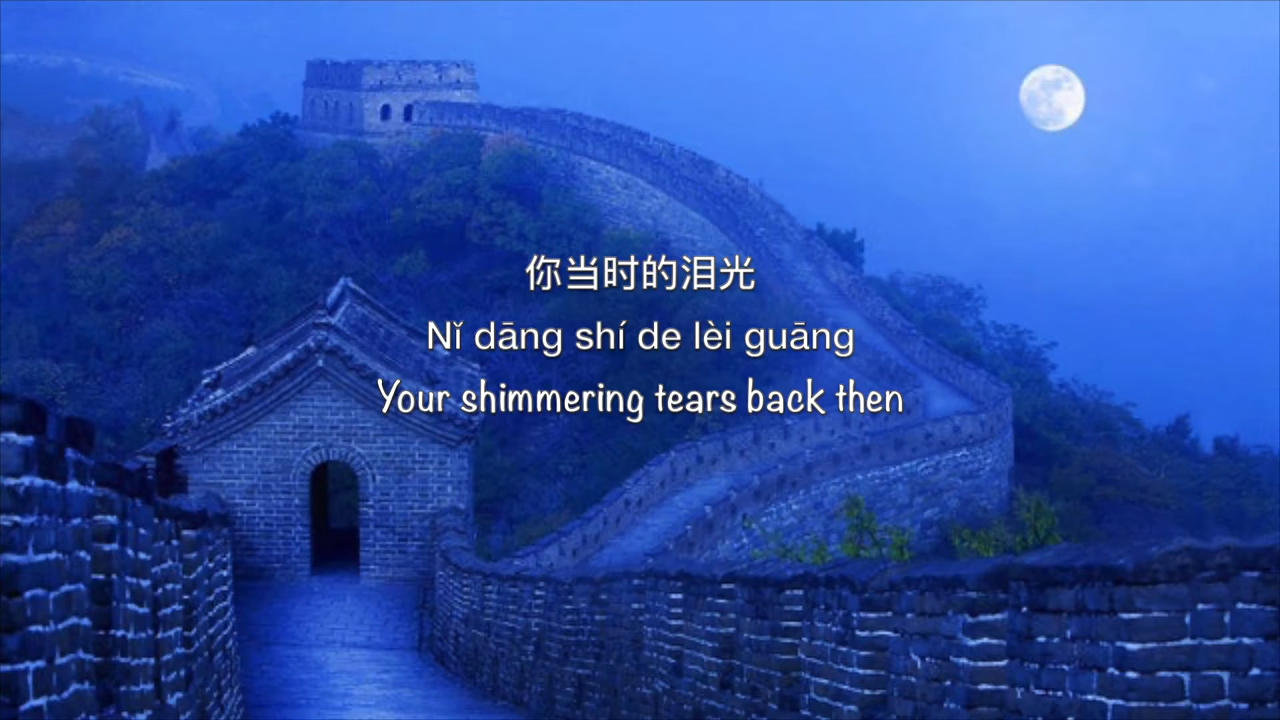 你当时的泪光
Nǐ dāng shí de lèi guāng
Your shimmering tears back then